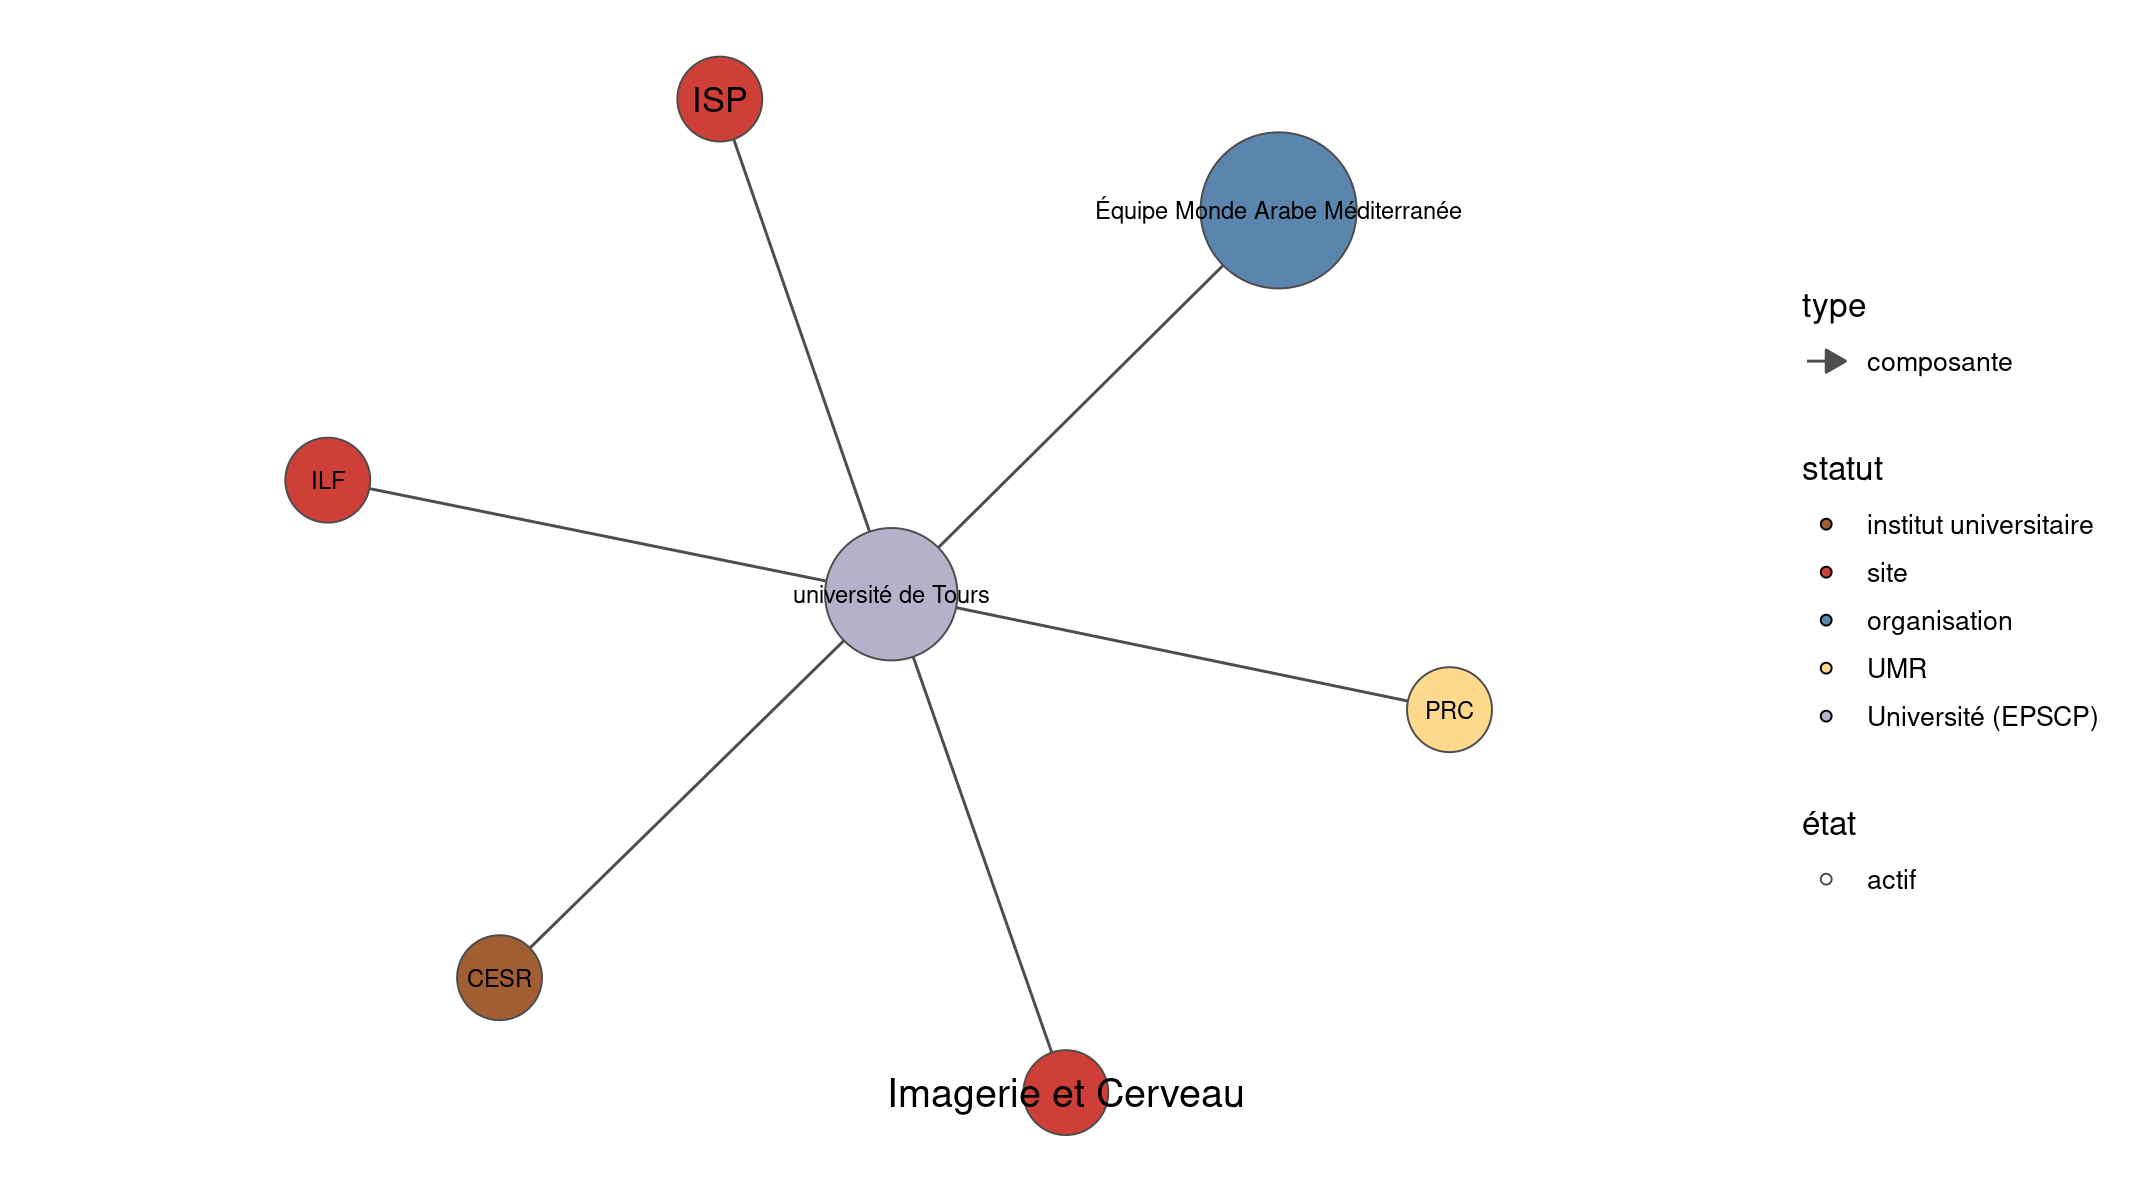 ISP
Équipe Monde Arabe Méditerranée
ILF
université de Tours
PRC
CESR
Imagerie et Cerveau
type
composante
statut
institut universitaire
site
organisation
UMR
Université (EPSCP)
état
actif